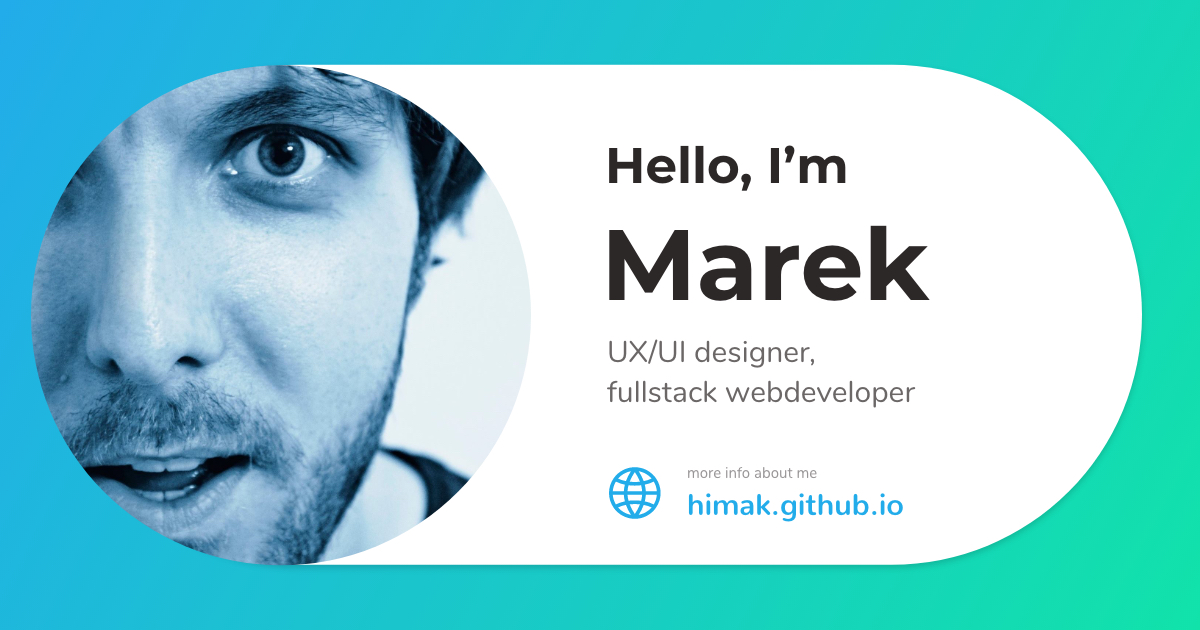 Hello, I’m
Marek
UX/UI designer,
fullstack webdeveloper
more info about me
himak.github.io